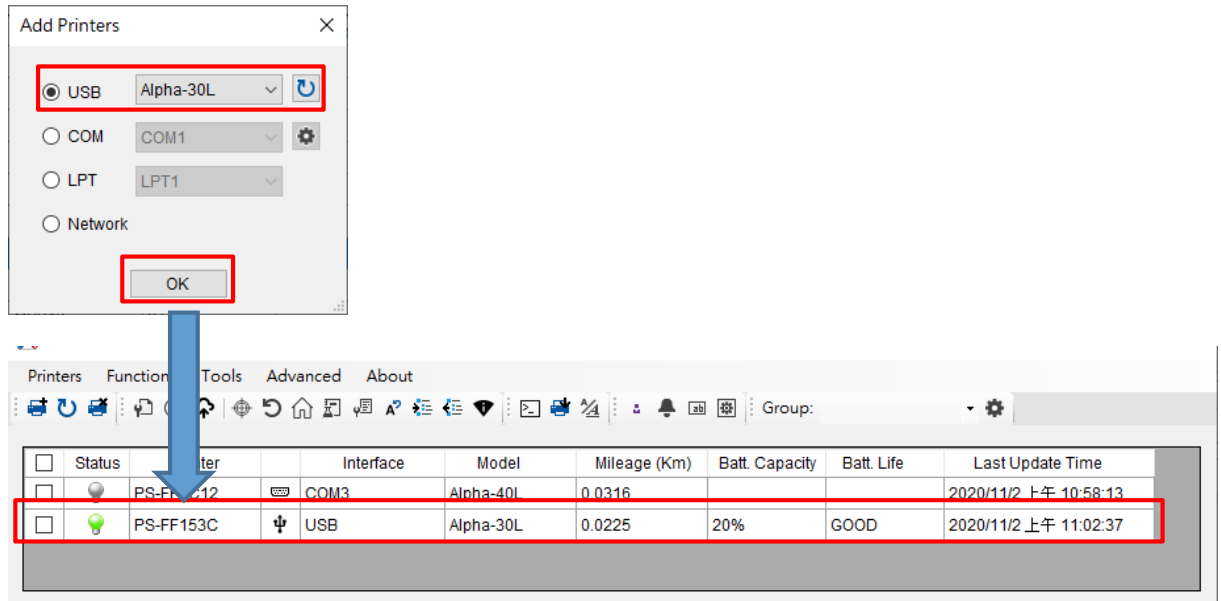 Add Printers
USB Alpha-30L
COM COM1
LPT LPT1
Network
OK
Printers Function Tools Advanced About
Group:
Status Interface Model Mileage (Km) Batt. Capacity Batt. Life Last Update Time
COM3 Alpha-40L 0.0316 2020/11/2 上午 10:58:13
PS-FF153C USB Alpha-30L 0.0225 20% GOOD 2020/11/2 上午 11:02:37